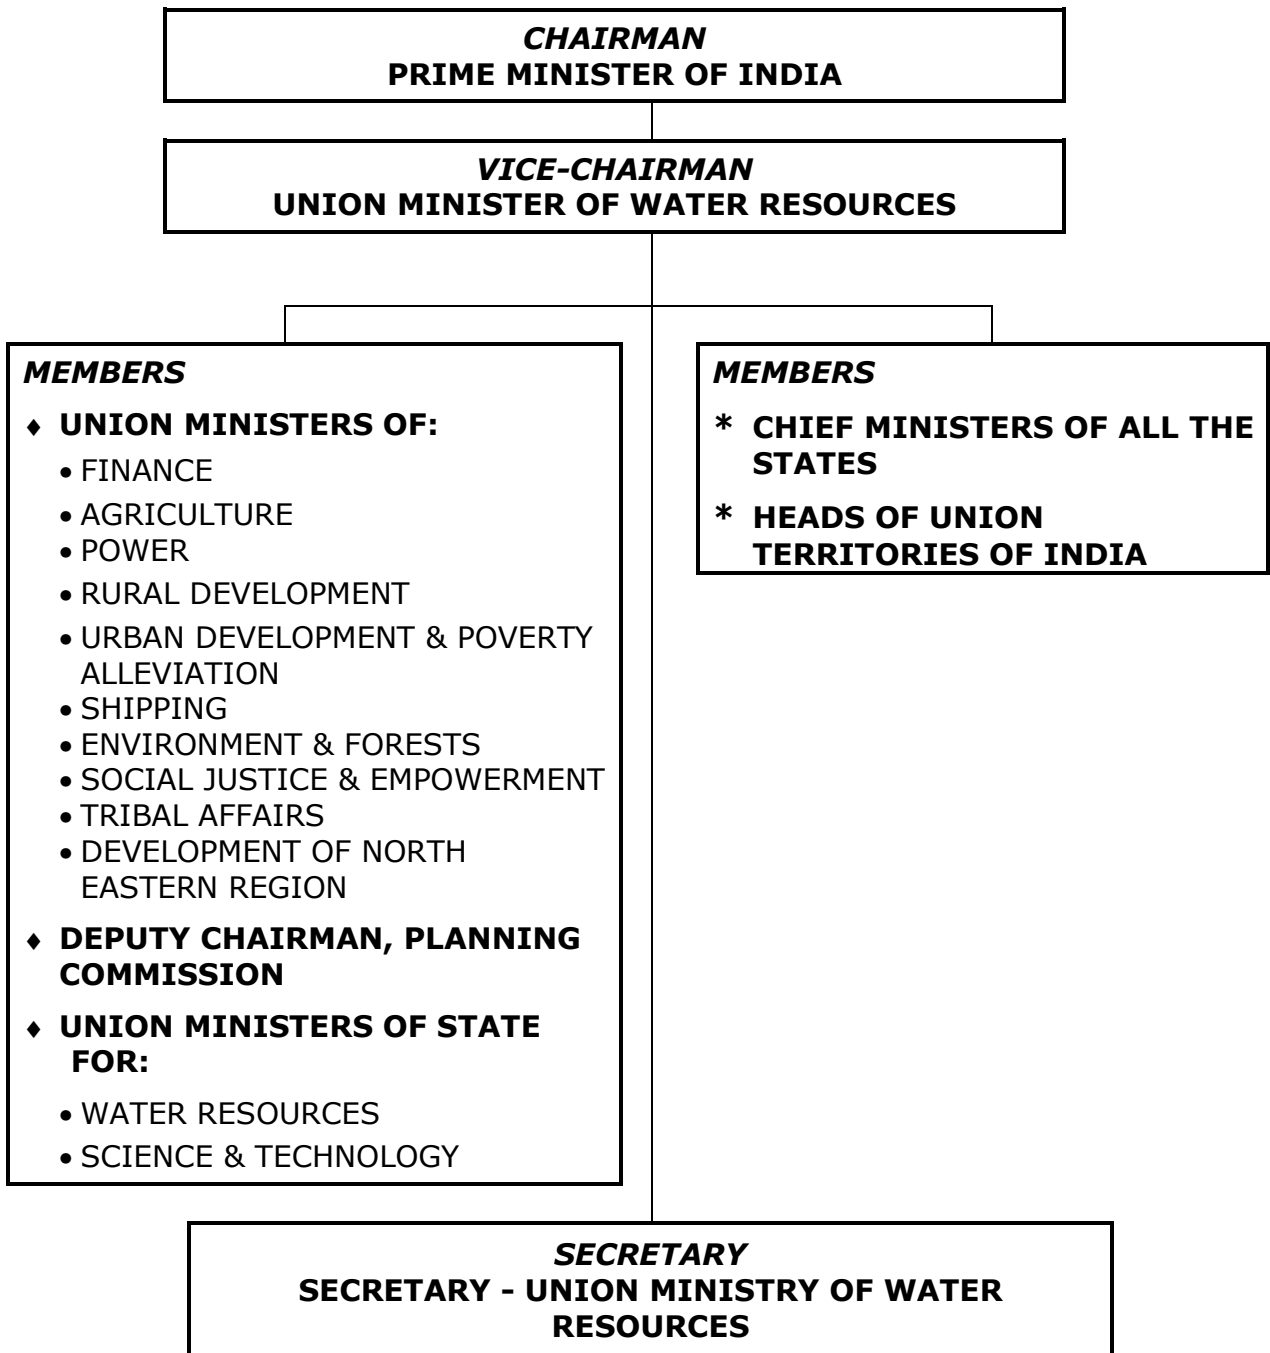 CHAIRMAN
PRIME MINISTER OF INDIA
VICE-CHAIRMAN
UNION MINISTER OF WATER RESOURCES
MEMBERS
♦ UNION MINISTERS OF:
• FINANCE
• AGRICULTURE
• POWER
• RURAL DEVELOPMENT
• URBAN DEVELOPMENT & POVERTY
ALLEVIATION
• SHIPPING
• ENVIRONMENT & FORESTS
• SOCIAL JUSTICE & EMPOWERMENT
• TRIBAL AFFAIRS
• DEVELOPMENT OF NORTH
EASTERN REGION
♦ DEPUTY CHAIRMAN, PLANNING
COMMISSION
♦ UNION MINISTERS OF STATE
FOR:
• WATER RESOURCES
• SCIENCE & TECHNOLOGY
MEMBERS
* CHIEF MINISTERS OF ALL THE
STATES
* HEADS OF UNION
TERRITORIES OF INDIA
SECRETARY
SECRETARY - UNION MINISTRY OF WATER
RESOURCES